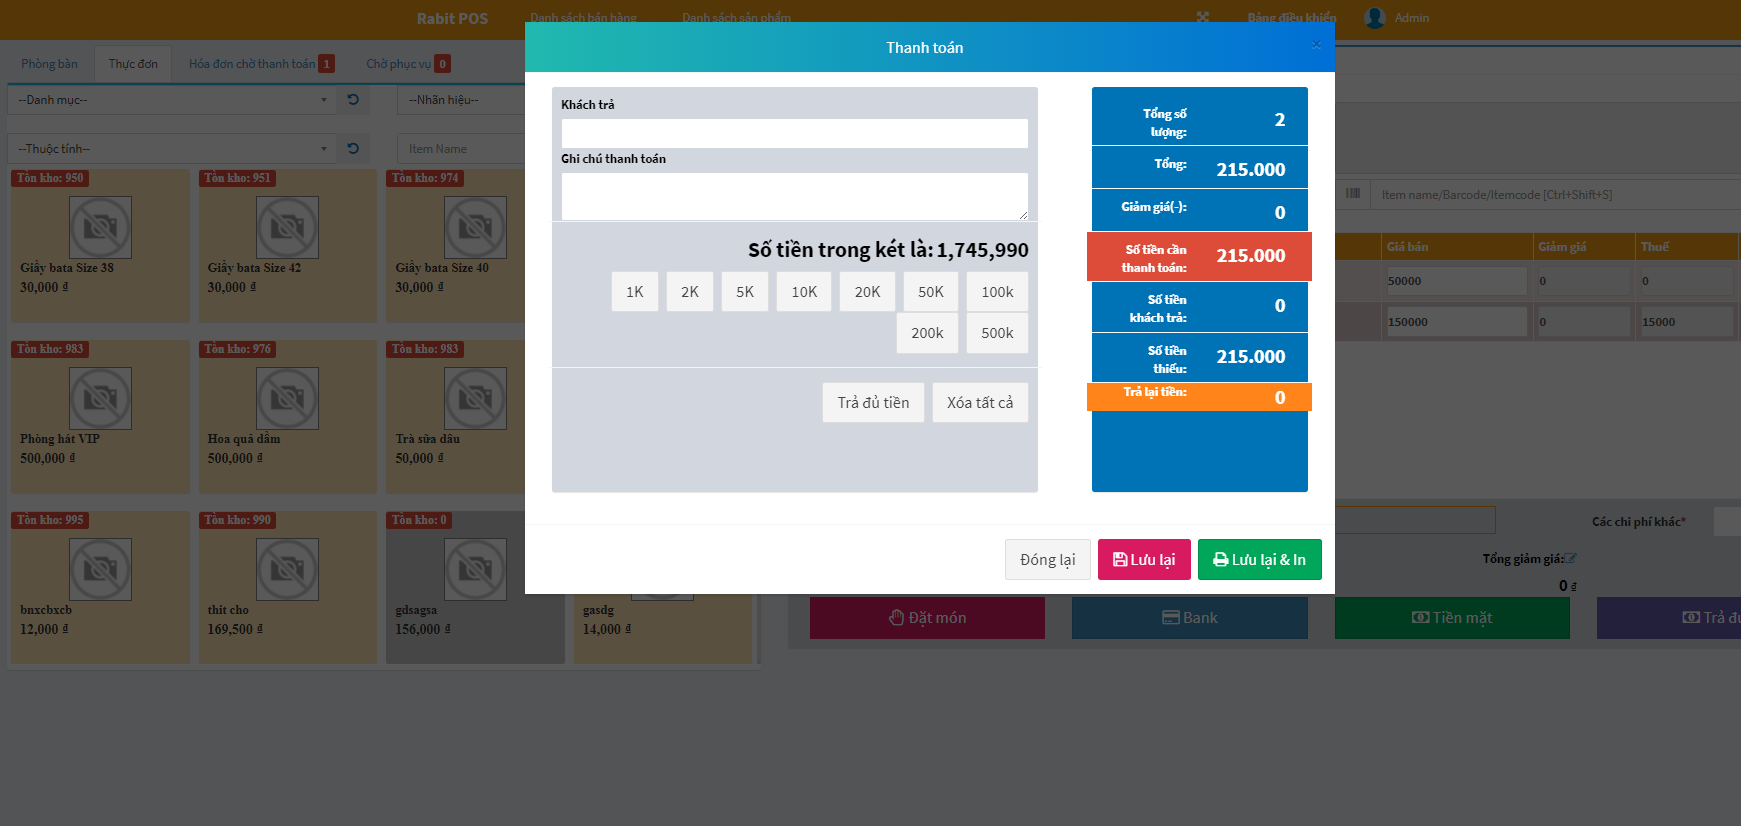 Rabit POS
Danh sách bán hàng
Danh sách sản phẩm
Bảng điều khiển
Admin
Phòng bàn
Thực đơn
Hóa đơn chờ thanh toán 1
Chờ phục vụ 0
--Danh mục--
--Nhãn hiệu--
--Thuộc tính--
Item Name
Tồn kho: 950
Giầy bata Size 38
30,000 ₫
Tồn kho: 951
Giầy bata Size 42
30,000 ₫
Tồn kho: 974
Giầy bata Size 40
30,000 ₫
Tồn kho: 983
Phòng hát VIP
500,000 ₫
Tồn kho: 976
Hoa quả dầm
500,000 ₫
Tồn kho: 983
Trà sữa dâu
50,000 ₫
Tồn kho: 995
bnxcbxcb
12,000 ₫
Tồn kho: 990
thit cho
169,500 ₫
Tồn kho: 0
gdsagsa
156,000 ₫
gasdg
14,000 ₫
Thanh toán
×
Khách trả
Ghi chú thanh toán
Số tiền trong két là: 1,745,990
1K 2K 5K 10K 20K 50K 100k
200k 500k
Trả đủ tiền
Xóa tất cả
Tổng số
lượng: 2
Tổng: 215.000
Giảm giá(-): 0
Số tiền cần
thanh toán: 215.000
Số tiền
khách trả: 0
Số tiền
thiếu: 215.000
Trả lại tiền: 0
Đóng lại
Lưu lại
Lưu lại & In
Item name/Barcode/Itemcode [Ctrl+Shift+S]
Giá bán Giảm giá Thuế
50000 0 0
150000 0 15000
Các chi phí khác*
Tổng giảm giá:
0 ₫
Đặt món
Bank
Tiền mặt
Trả